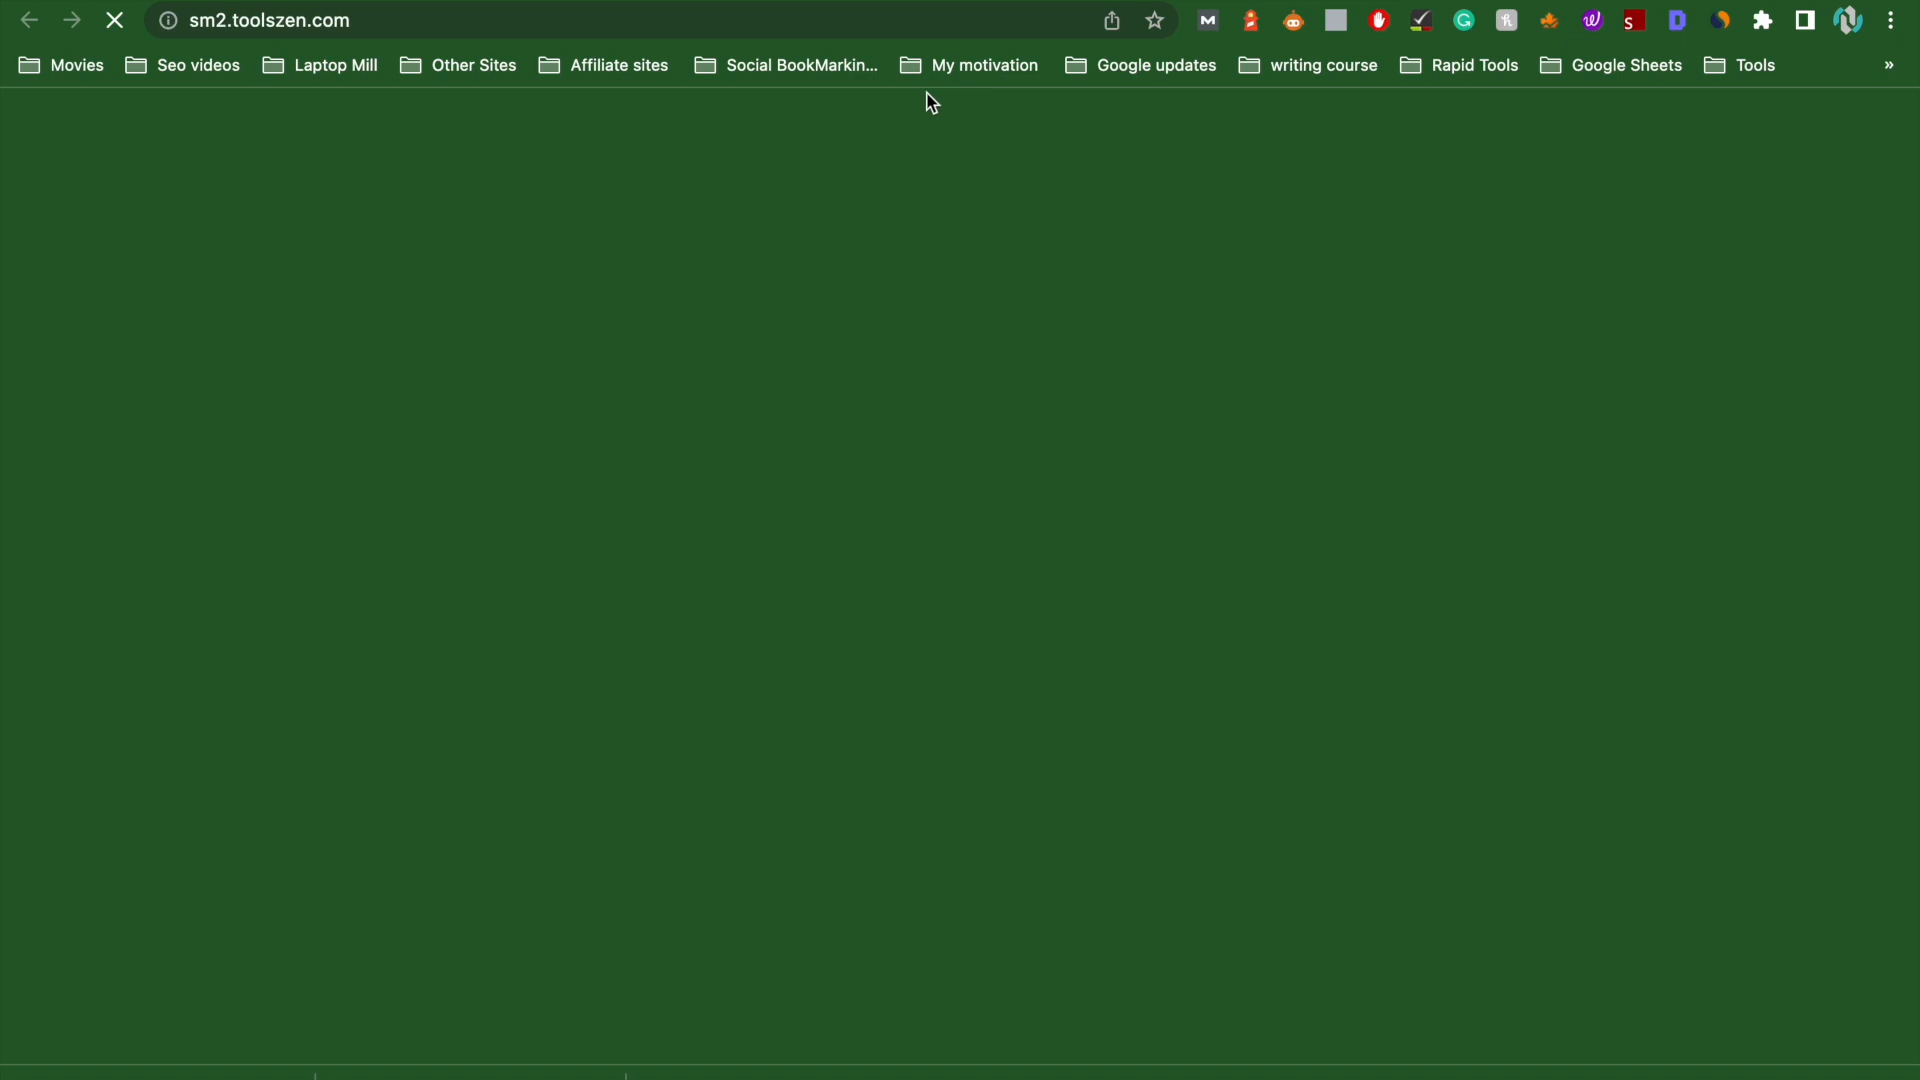 sm2.toolszen.com
Movies Seo videos Laptop Mill Other Sites Affiliate sites Social BookMarkin... My motivation Google updates writing course Rapid Tools Google Sheets Tools »